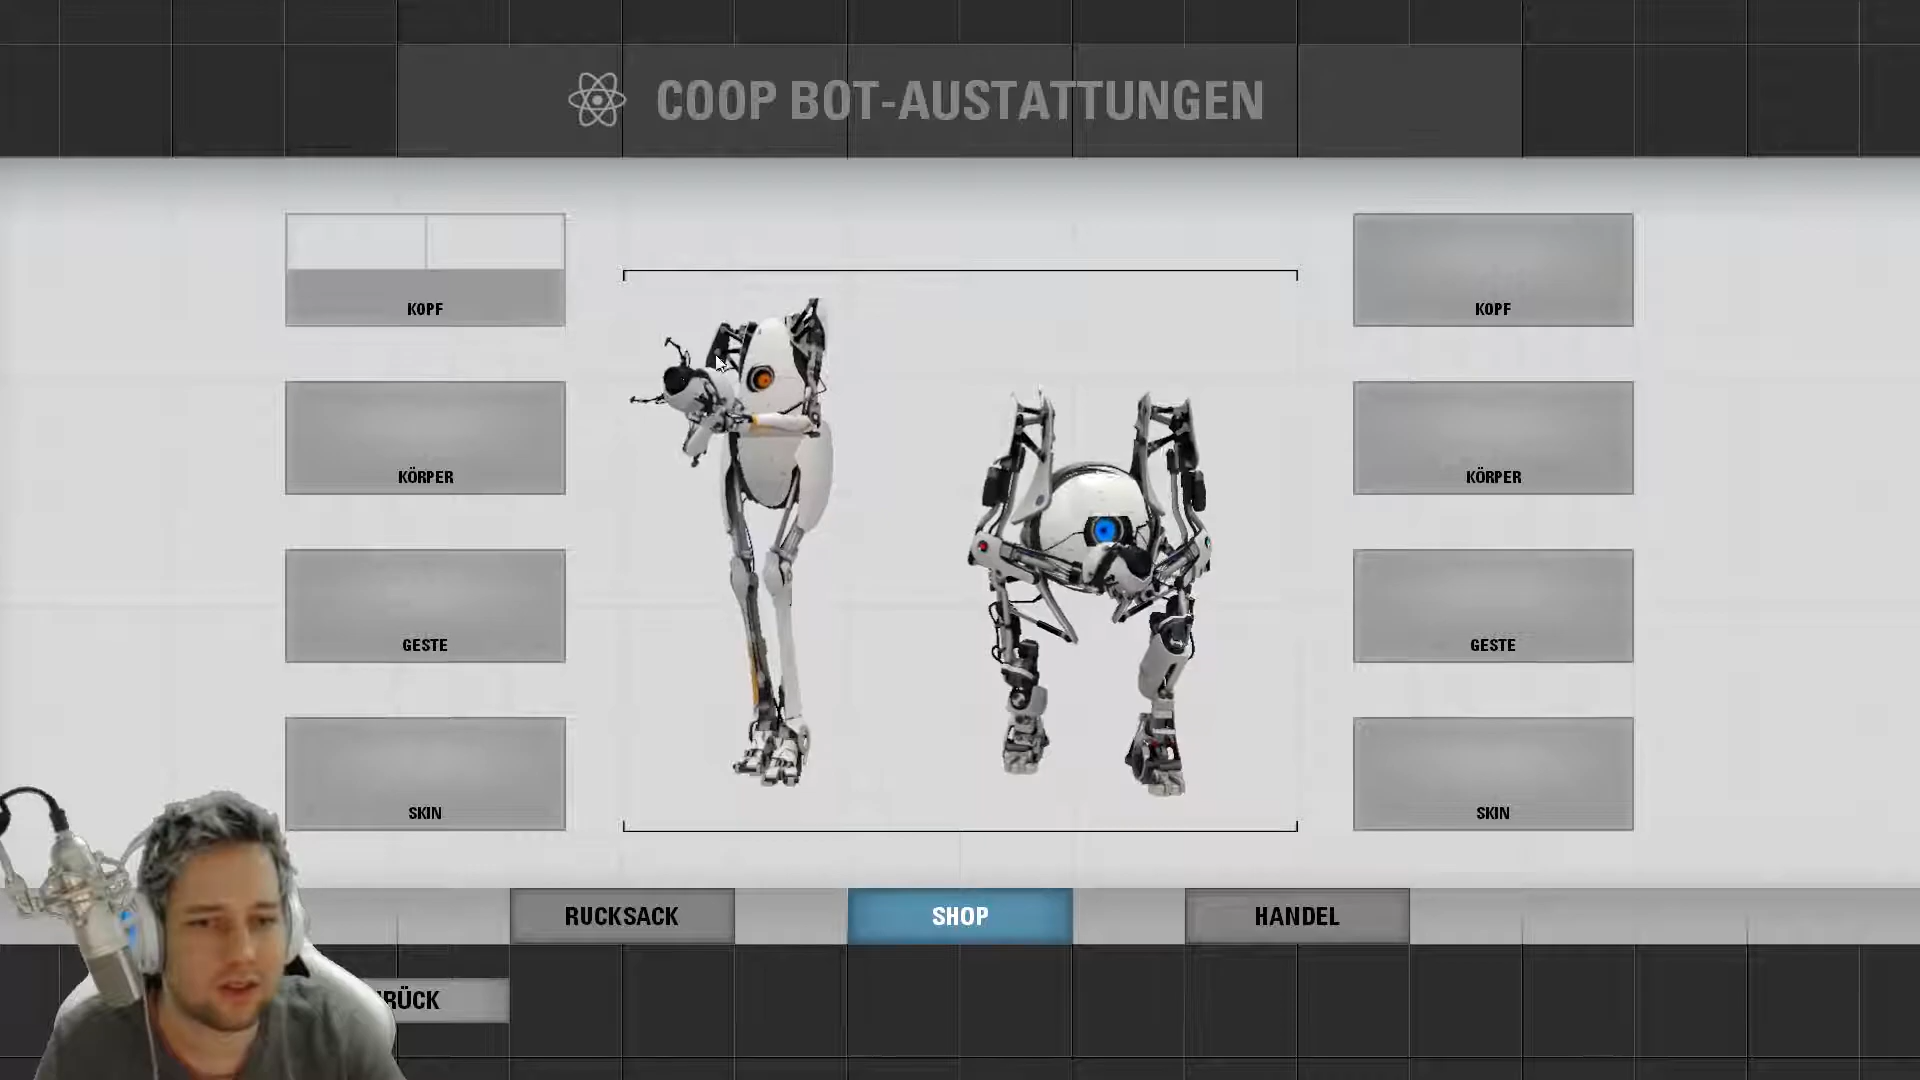 COOP BOT-AUSTATTUNGEN
KOPF
KOPF
KÖRPER
KÖRPER
GESTE
GESTE
SKIN
SKIN
RUCKSACK
SHOP
HANDEL
RÜCK